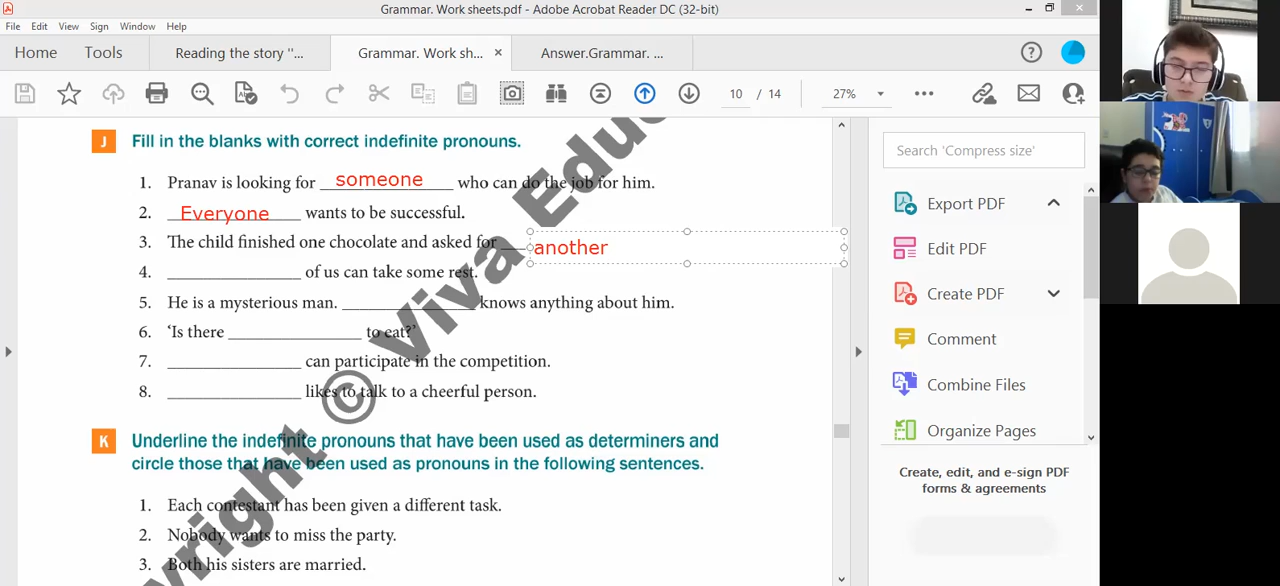 Grammar. Work sheets.pdf - Adobe Acrobat Reader DC (32-bit)
File Edit View Sign Window Help
Home Tools Reading the story "... Grammar. Work sh... × Answer.Grammar. ...
10 / 14 27%
J Fill in the blanks with correct indefinite pronouns.
1. Pranav is looking for someone who can do the job for him.
2. Everyone wants to be successful.
3. The child finished one chocolate and asked for another
4. ______________ of us can take some rest.
5. He is a mysterious man. ______________ knows anything about him.
6. ‘Is there ______________ to eat?’
7. ______________ can participate in the competition.
8. ______________ likes to talk to a cheerful person.
K Underline the indefinite pronouns that have been used as determiners and
circle those that have been used as pronouns in the following sentences.
1. Each contestant has been given a different task.
2. Nobody wants to miss the party.
3. Both his sisters are married.
yright © Viva Educ
Search 'Compress size'
Export PDF
Edit PDF
Create PDF
Comment
Combine Files
Organize Pages
Create, edit, and e-sign PDF
forms & agreements